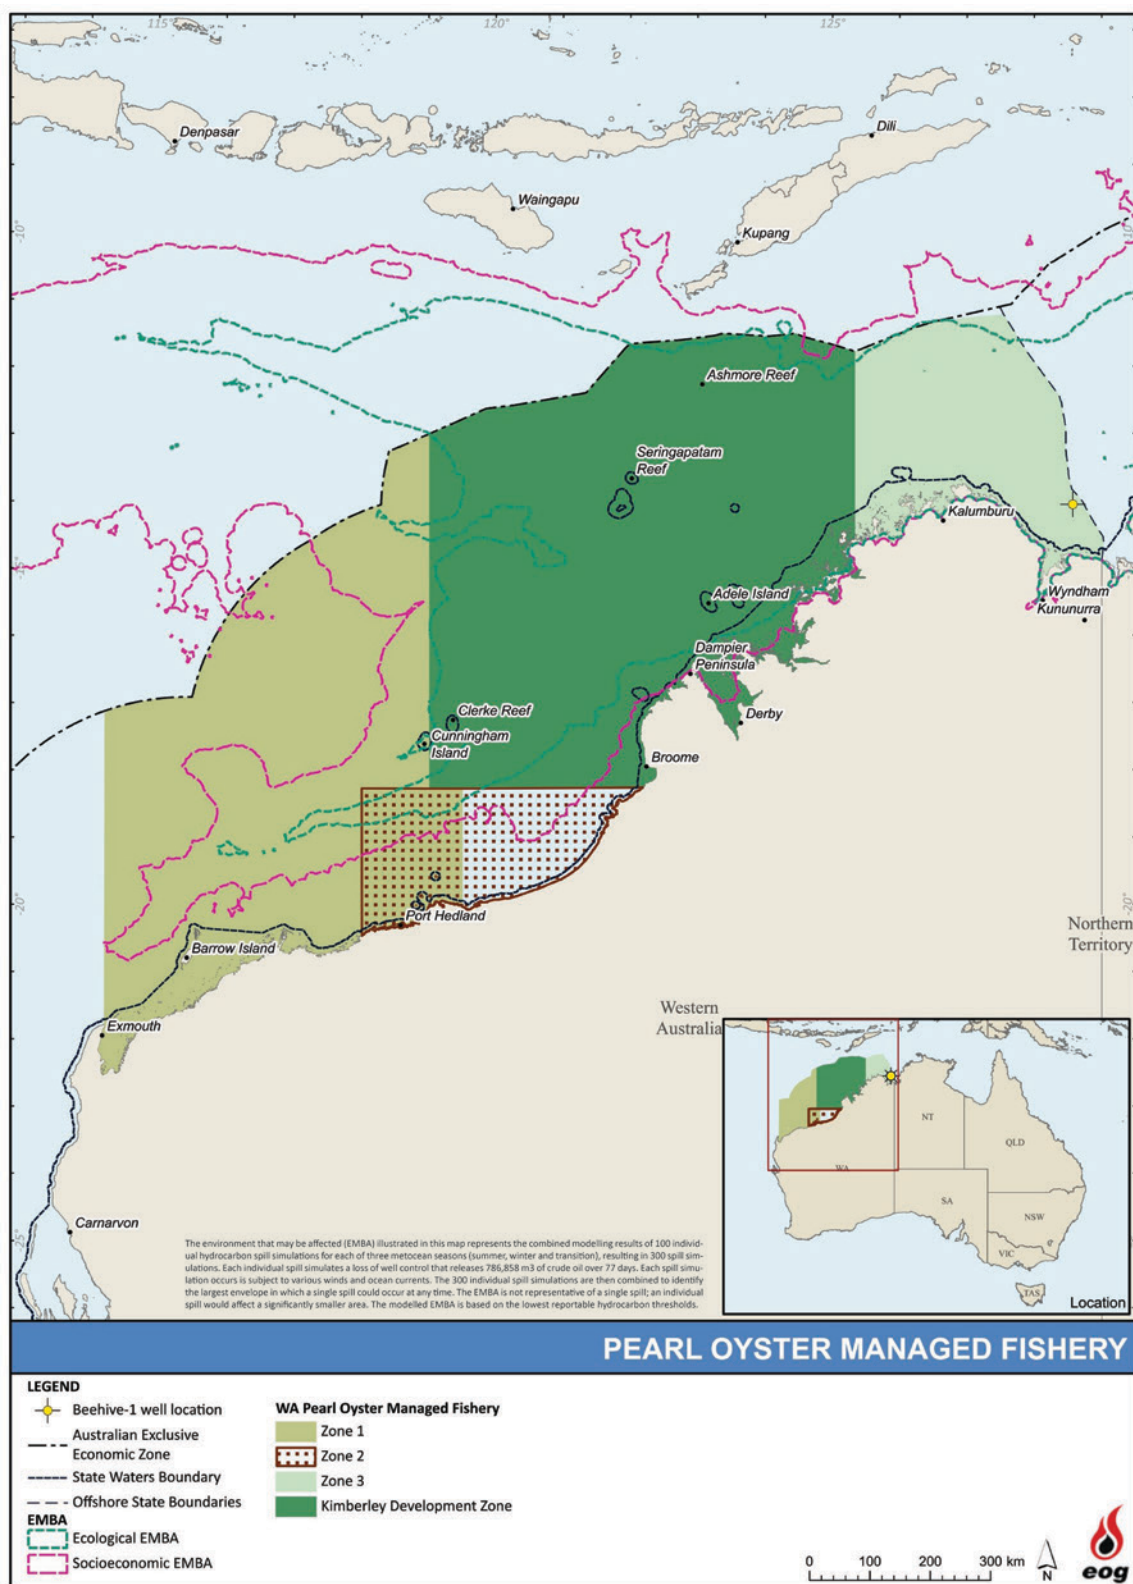 115°
120°
125°
Denpasar
Dili
Waingapu
-10°
Kupang
-10°
Ashmore Reef
Seringapatam
Reef
Kalumburu
-15°
Adele Island
Wyndham
Kununurra
Dampier
Peninsula
Clerke Reef
Derby
Cunningham
Island
Broome
-20°
-20°
Port Hedland
Northern
Territory
Barrow Island
Western
Australia
Exmouth
NT
QLD
WA
SA
NSW
Carnarvon
-25°
VIC
TAS
Location
The environment that may be affected (EMBA) illustrated in this map represents the combined modelling results of 100 individ-
ual hydrocarbon spill simulations for each of three metocean seasons (summer, winter and transition), resulting in 300 spill sim-
ulations. Each individual spill simulates a loss of well control that releases 786,858 m3 of crude oil over 77 days. Each spill simu-
lation occurs is subject to various winds and ocean currents. The 300 individual spill simulations are then combined to identify
the largest envelope in which a single spill could occur at any time. The EMBA is not representative of a single spill; an individual
spill would affect a significantly smaller area. The modelled EMBA is based on the lowest reportable hydrocarbon thresholds.
PEARL OYSTER MANAGED FISHERY
LEGEND
Beehive-1 well location
Australian Exclusive
Economic Zone
State Waters Boundary
Offshore State Boundaries
EMBA
Ecological EMBA
Socioeconomic EMBA
WA Pearl Oyster Managed Fishery
Zone 1
Zone 2
Zone 3
Kimberley Development Zone
0 100 200 300 km
N
eog